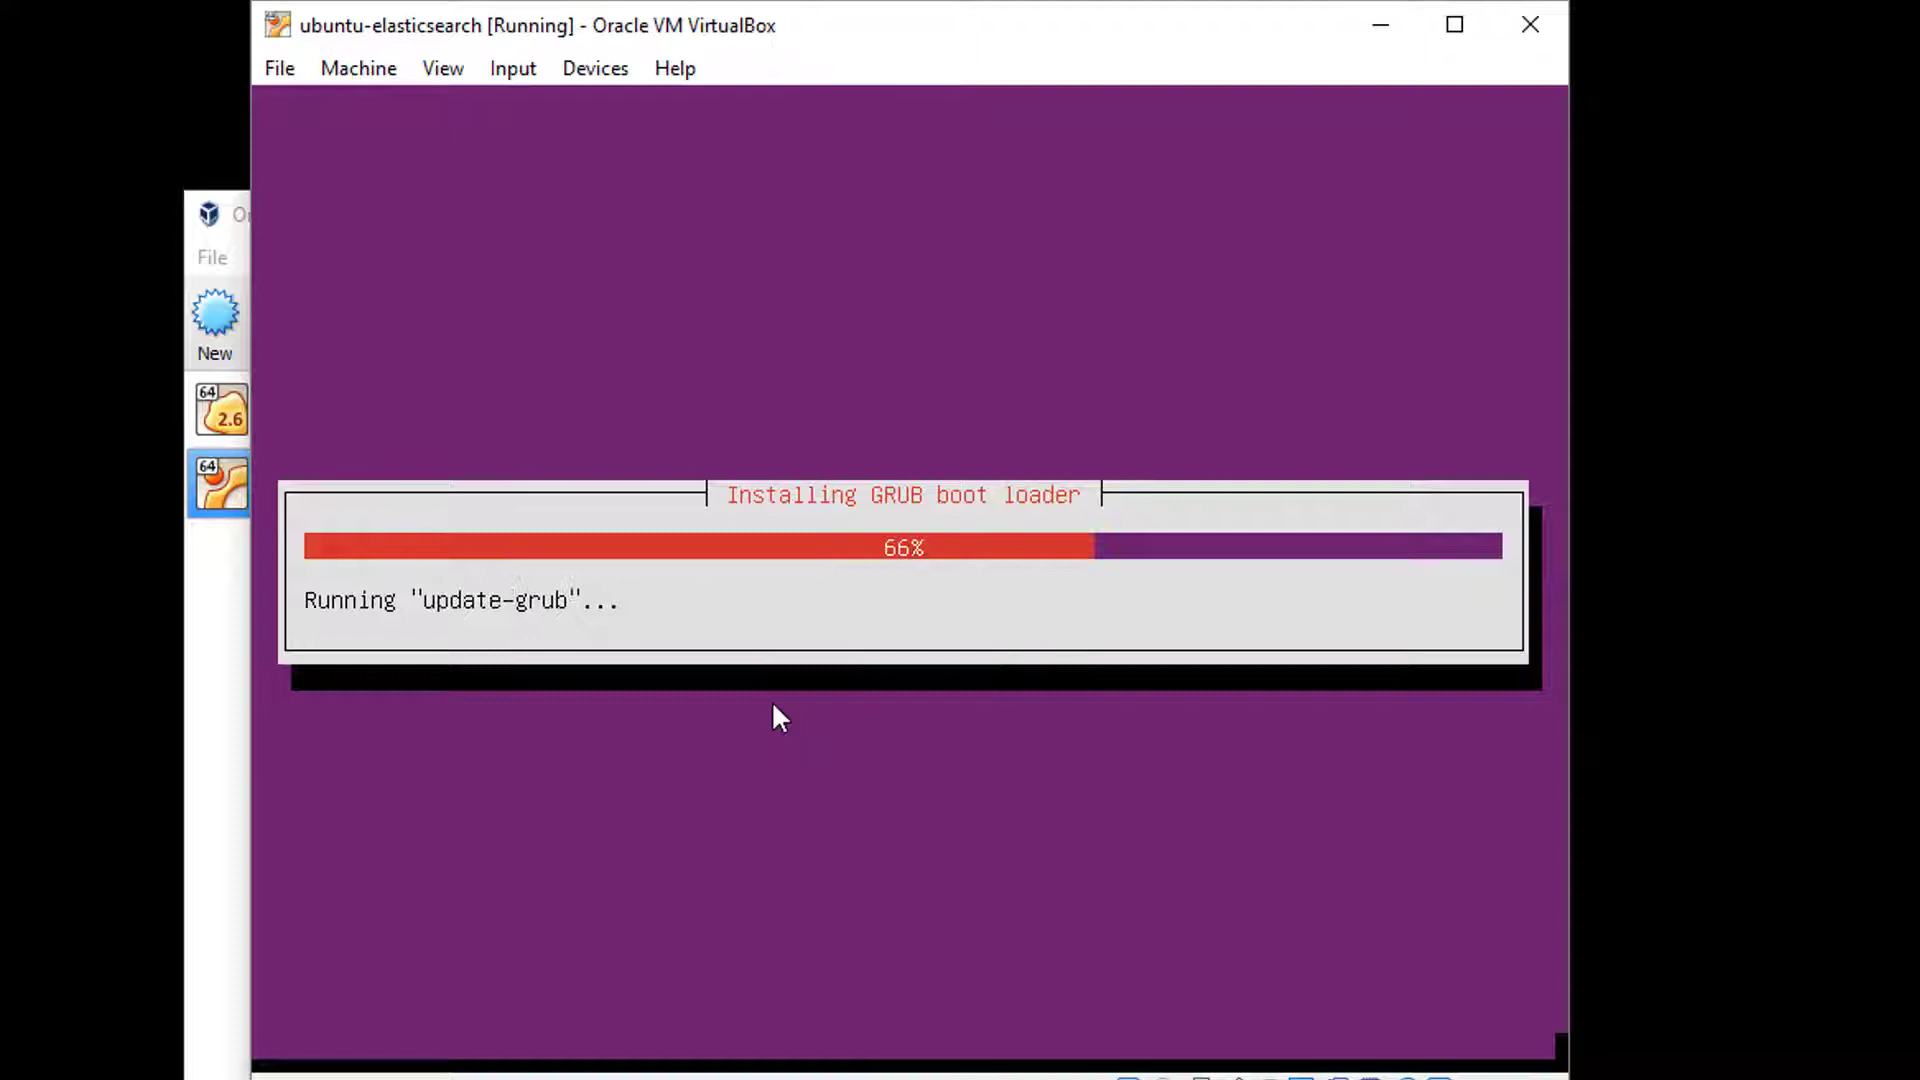 ubuntu-elasticsearch [Running] - Oracle VM VirtualBox
File Machine View Input Devices Help
File
New
64
2.6
64
Installing GRUB boot loader
66%
Running "update-grub"...